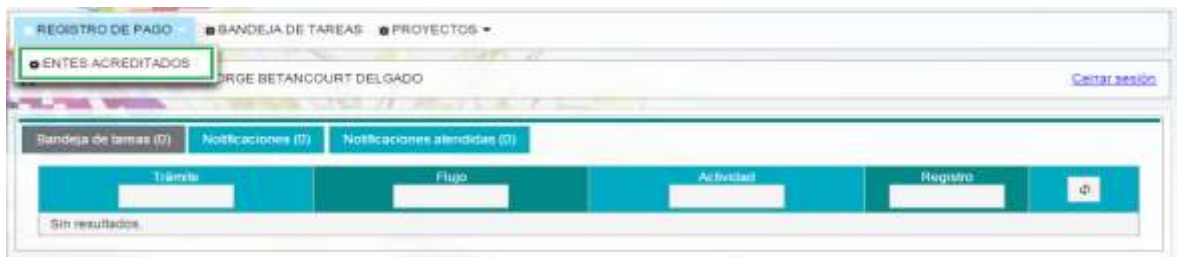 REGISTRO DE PAGO BANDEJA DE TAREAS PROYECTOS
ENTES ACREDITADOS
ORGE BETANCOURT DELGADO Cerrar sesión
Bandeja de tareas (0) Notificaciones (0) Notificaciones atendidas (0)
Trámite Flujo Actividad Registro
Sin resultados.